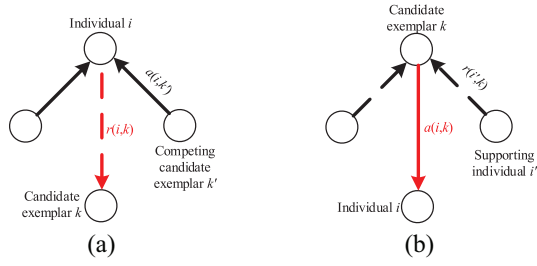 Individual i
a(i,k')
r(i,k)
Competing
candidate
exemplar k'
Candidate
exemplar k
(a)
Candidate
exemplar k
r(i',k)
a(i,k)
Supporting
individual i'
Individual i
(b)